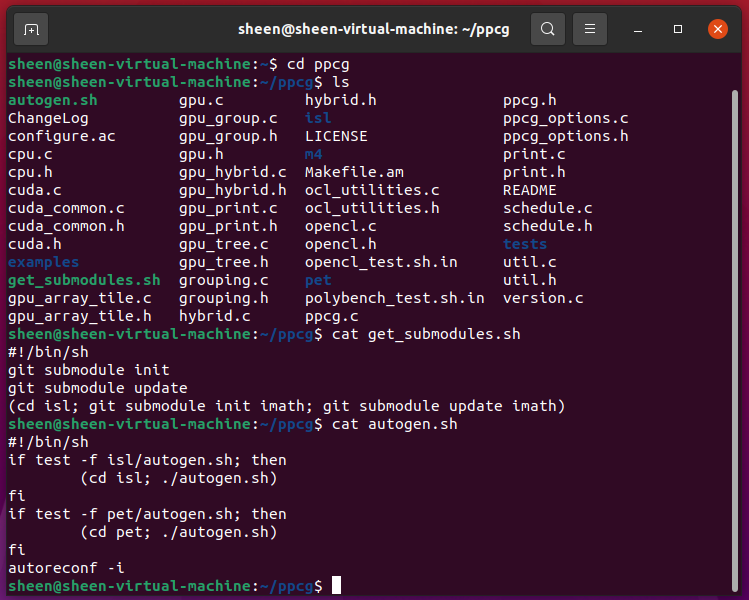 sheen@sheen-virtual-machine: ~/ppcg
sheen@sheen-virtual-machine:~$ cd ppcg
sheen@sheen-virtual-machine:~/ppcg$ ls
autogen.sh gpu.c hybrid.h ppcg.h
ChangeLog gpu_group.c isl ppcg_options.c
configure.ac gpu_group.h LICENSE ppcg_options.h
cpu.c gpu.h m4 print.c
cpu.h gpu_hybrid.c Makefile.am print.h
cuda.c gpu_hybrid.h ocl_utilities.c README
cuda_common.c gpu_print.c ocl_utilities.h schedule.c
cuda_common.h gpu_print.h opencl.c schedule.h
cuda.h gpu_tree.c opencl.h tests
examples gpu_tree.h opencl_test.sh.in util.c
get_submodules.sh grouping.c pet util.h
gpu_array_tile.c grouping.h polybench_test.sh.in version.c
gpu_array_tile.h hybrid.c ppcg.c
sheen@sheen-virtual-machine:~/ppcg$ cat get_submodules.sh
#!/bin/sh
git submodule init
git submodule update
(cd isl; git submodule init imath; git submodule update imath)
sheen@sheen-virtual-machine:~/ppcg$ cat autogen.sh
#!/bin/sh
if test -f isl/autogen.sh; then
        (cd isl; ./autogen.sh)
fi
if test -f pet/autogen.sh; then
        (cd pet; ./autogen.sh)
fi
autoreconf -i
sheen@sheen-virtual-machine:~/ppcg$